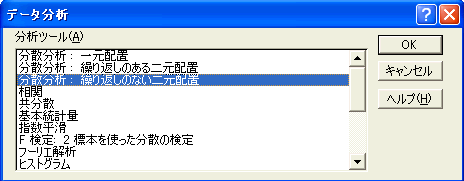 データ分析
分析ツール(A)
分散分析： 一元配置
分散分析： 繰り返しのある二元配置
分散分析： 繰り返しのない二元配置
相関
共分散
基本統計量
指数平滑
F 検定: 2 標本を使った分散の検定
フーリエ解析
ヒストグラム
OK
キャンセル
ヘルプ(H)